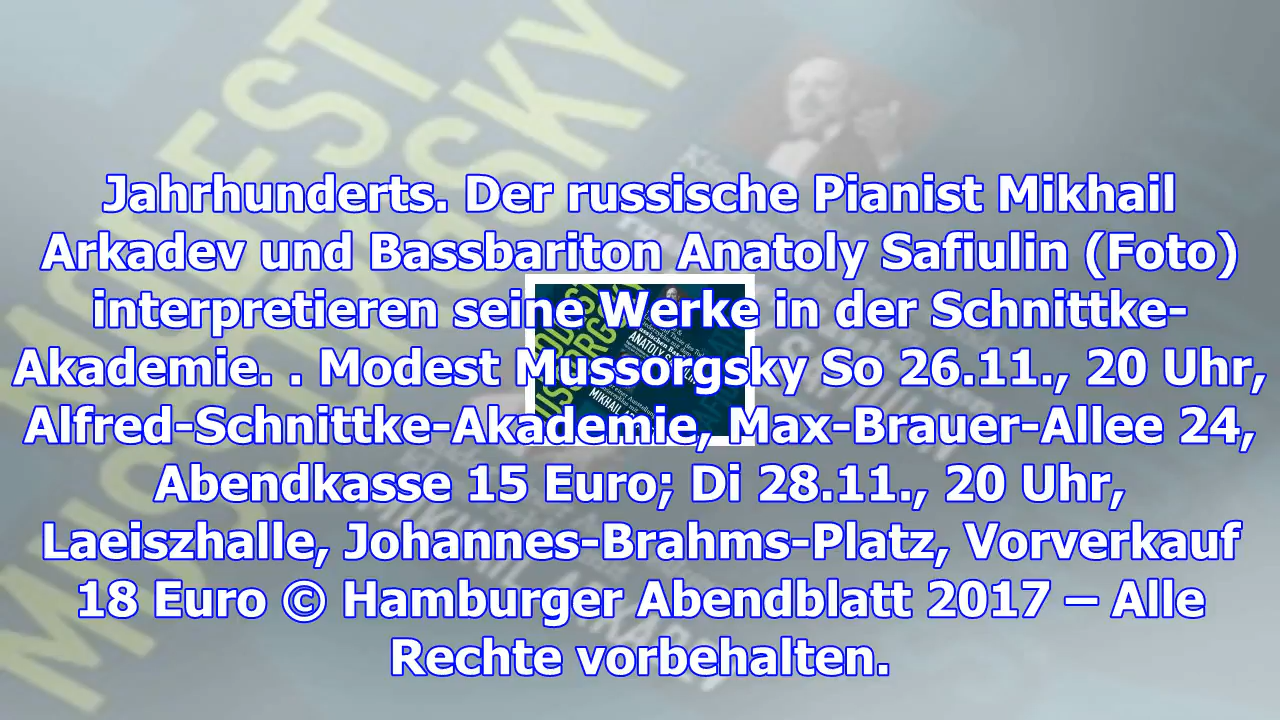 Jahrhunderts. Der russische Pianist Mikhail
Arkadev und Bassbariton Anatoly Safiulin (Foto)
interpretieren seine Werke in der Schnittke-
Akademie. . Modest Mussorgsky So 26.11., 20 Uhr,
Alfred-Schnittke-Akademie, Max-Brauer-Allee 24,
Abendkasse 15 Euro; Di 28.11., 20 Uhr,
Laeiszhalle, Johannes-Brahms-Platz, Vorverkauf
18 Euro © Hamburger Abendblatt 2017 – Alle
Rechte vorbehalten.